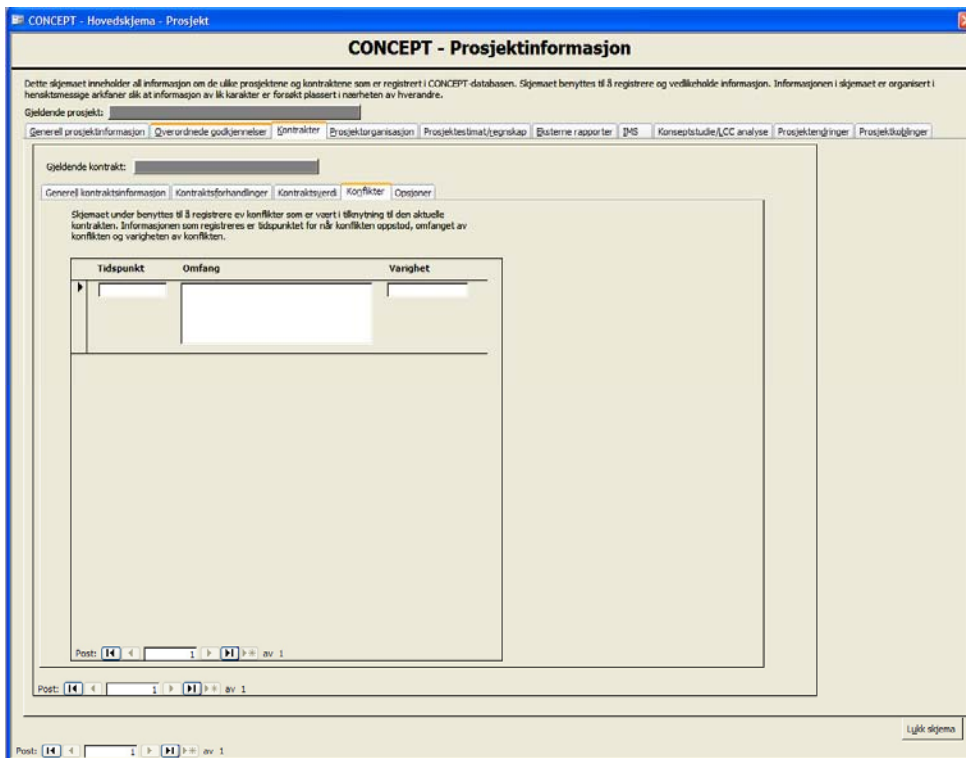 CONCEPT - Hovedskjema - Prosjekt
CONCEPT - Prosjektinformasjon
Dette skjemaet inneholder all informasjon om de ulike prosjektene og kontraktene som er registrert i CONCEPT-databasen. Skjemaet benyttes til å registrere og vedlikeholde informasjon. Informasjonen i skjemaet er organisert i
hensiktsmessige arkfaner slik at informasjon av lik karakter er forsøkt plassert i nærheten av hverandre.
Gjeldende prosjekt:
Generell prosjektinformasjon Overordnede godkjennelser Kontrakter Prosjektorganisasjon Prosjektestimat/regnskap Eksterne rapporter IMS Konseptstudie/LCC analyse Prosjektendringer Prosjektkoblinger
Gjeldende kontrakt:
Generell kontraktsinformasjon Kontraktsforhandlinger Kontraktsverdi Konflikter Opsjoner
Skjemaet under benyttes til å registrere ev konflikter som er vært i tilknytning til den aktuelle
kontrakten. Informasjonen som registreres er tidspunktet for når konflikten oppstod, omfanget av
konflikten og varigheten av konflikten.
Tidspunkt Omfang Varighet
Post: 1 av 1
Post: 1 av 1
Lukk skjema
Post: 1 av 1